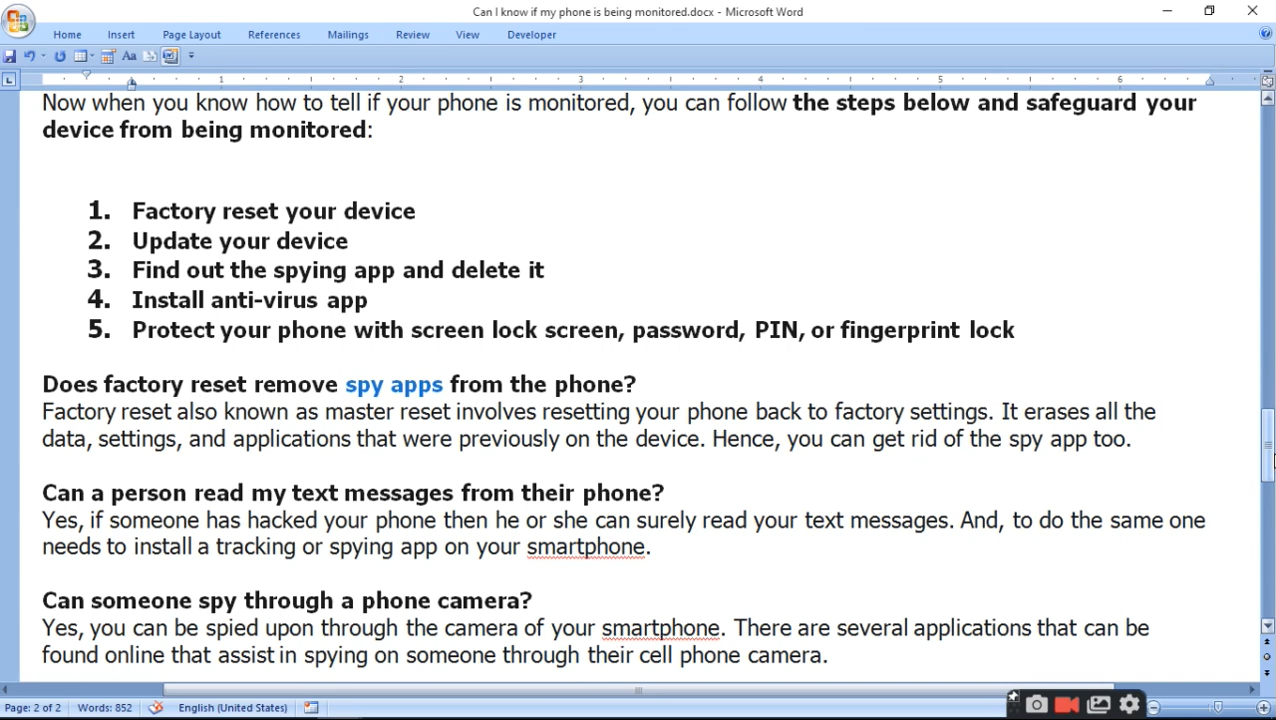 Can I know if my phone is being monitored.docx - Microsoft Word
Home Insert Page Layout References Mailings Review View Developer
Aa
1 2 3 4 5 6
Now when you know how to tell if your phone is monitored, you can follow the steps below and safeguard your
device from being monitored:
1. Factory reset your device
2. Update your device
3. Find out the spying app and delete it
4. Install anti-virus app
5. Protect your phone with screen lock screen, password, PIN, or fingerprint lock
Does factory reset remove spy apps from the phone?
Factory reset also known as master reset involves resetting your phone back to factory settings. It erases all the
data, settings, and applications that were previously on the device. Hence, you can get rid of the spy app too.
Can a person read my text messages from their phone?
Yes, if someone has hacked your phone then he or she can surely read your text messages. And, to do the same one
needs to install a tracking or spying app on your smartphone.
Can someone spy through a phone camera?
Yes, you can be spied upon through the camera of your smartphone. There are several applications that can be
found online that assist in spying on someone through their cell phone camera.
Page: 2 of 2 Words: 852 English (United States)